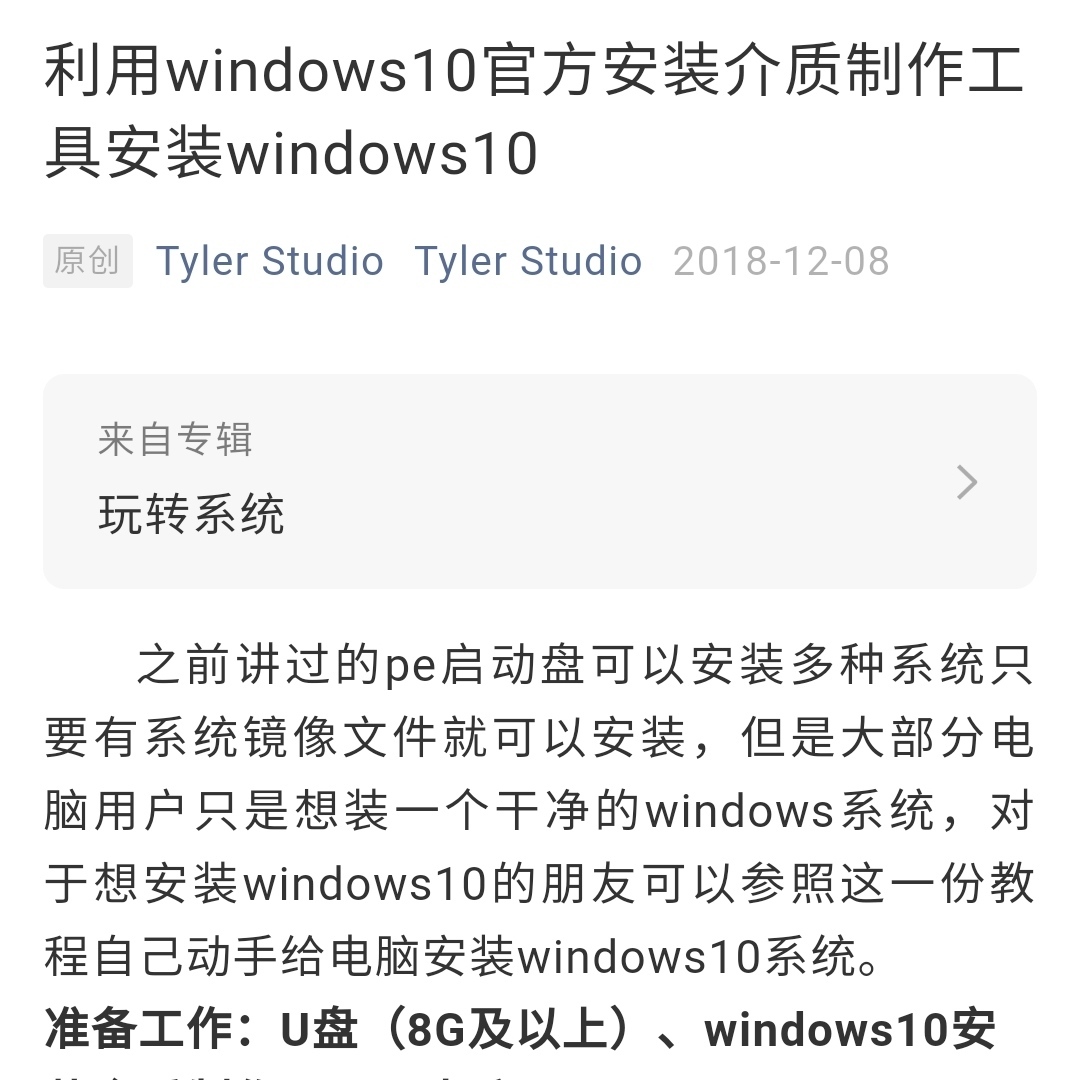 利用windows10官方安装介质制作工
具安装windows10
原创 Tyler Studio Tyler Studio 2018-12-08
来自专辑
玩转系统
之前讲过的pe启动盘可以安装多种系统只
要有系统镜像文件就可以安装，但是大部分电
脑用户只是想装一个干净的windows系统，对
于想安装windows10的朋友可以参照这一份教
程自己动手给电脑安装windows10系统。
准备工作：U盘（8G及以上）、windows10安